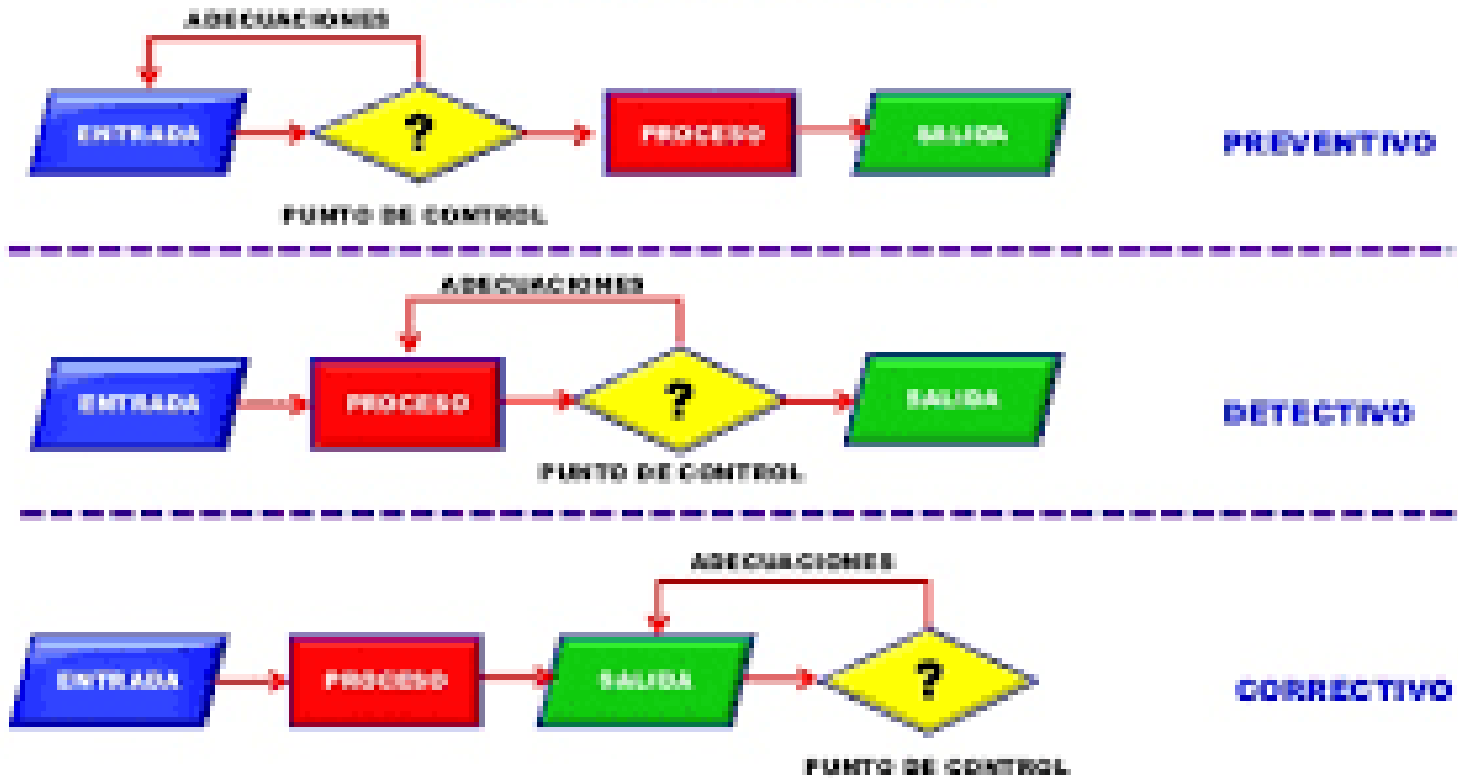 ADECUACIONES
ENTRADA ? PROCESO SALIDA PREVENTIVO
PUNTO DE CONTROL
ADECUACIONES
ENTRADA PROCESO ? SALIDA DETECTIVO
PUNTO DE CONTROL
ADECUACIONES
ENTRADA PROCESO SALIDA ? CORRECTIVO
PUNTO DE CONTROL